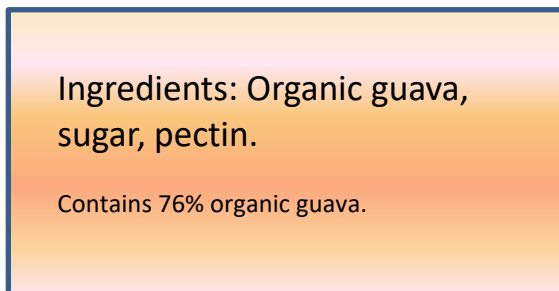 Ingredients: Organic guava,
sugar, pectin.
Contains 76% organic guava.